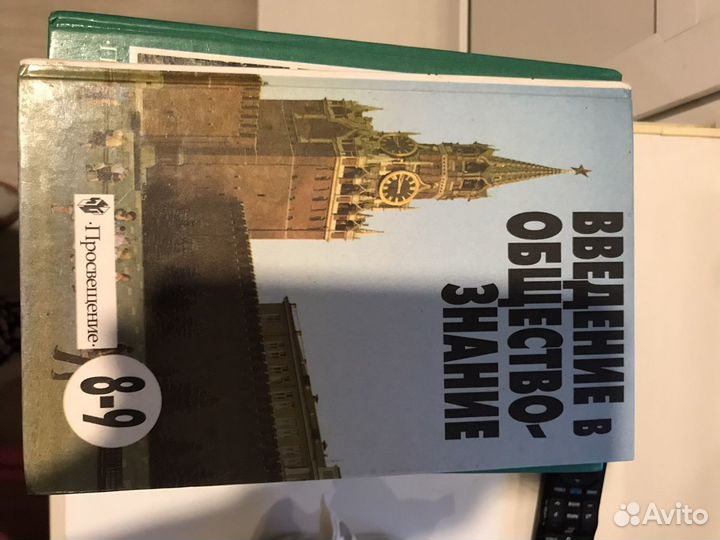 ВВЕДЕНИЕ В
ОБЩЕСТВО-
ЗНАНИЕ
·Просвещение·
8-9
Avito